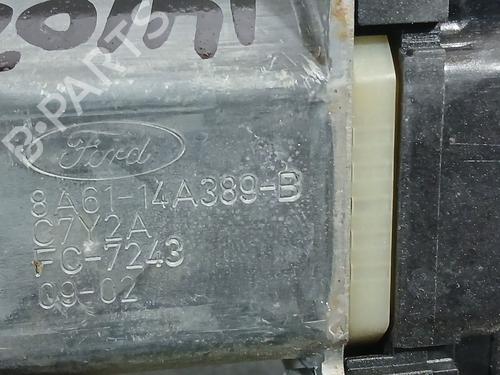 B-PARTS
Ford
8A61-14A389-B
C7Y2A
FC-7243
09-02